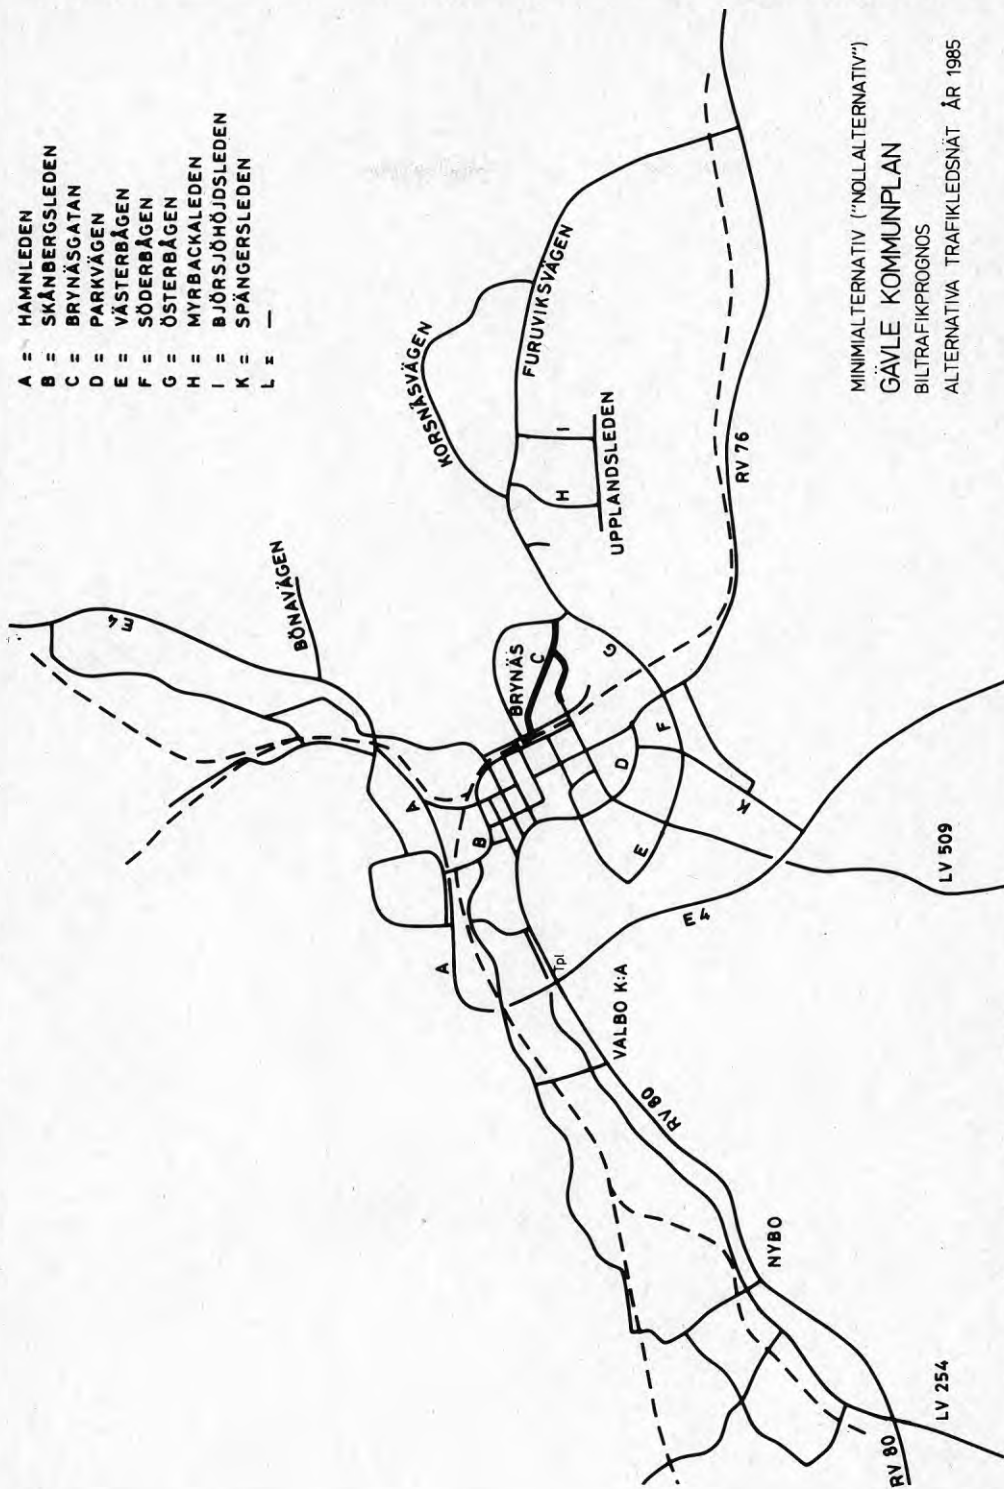 A = HAMNLEDEN
B = SKÅNBERGSLEDEN
C = BRYNÄSGATAN
D = PARKVÄGEN
E = VÄSTERBÅGEN
F = SÖDERBÅGEN
G = ÖSTERBÅGEN
H = MYRBACKALEDEN
I = BJÖRSJÖHÖJDSLEDEN
K = SPÄNGERSLEDEN
L = —
E4
BÖNAVÄGEN
KORSNÄSVÄGEN
FURUVIKSVÄGEN
H
I
UPPLANDSLEDEN
BRYNÄS
C
G
A
B
A
D
F
E
K
RV 76
E4
Tpl
VALBO K:A
RV 80
NYBO
LV 509
LV 254
RV 80
MINIMIALTERNATIV ("NOLLALTERNATIV")
GÄVLE KOMMUNPLAN
BILTRAFIKPROGNOS
ALTERNATIVA TRAFIKLEDSNÄT ÅR 1985